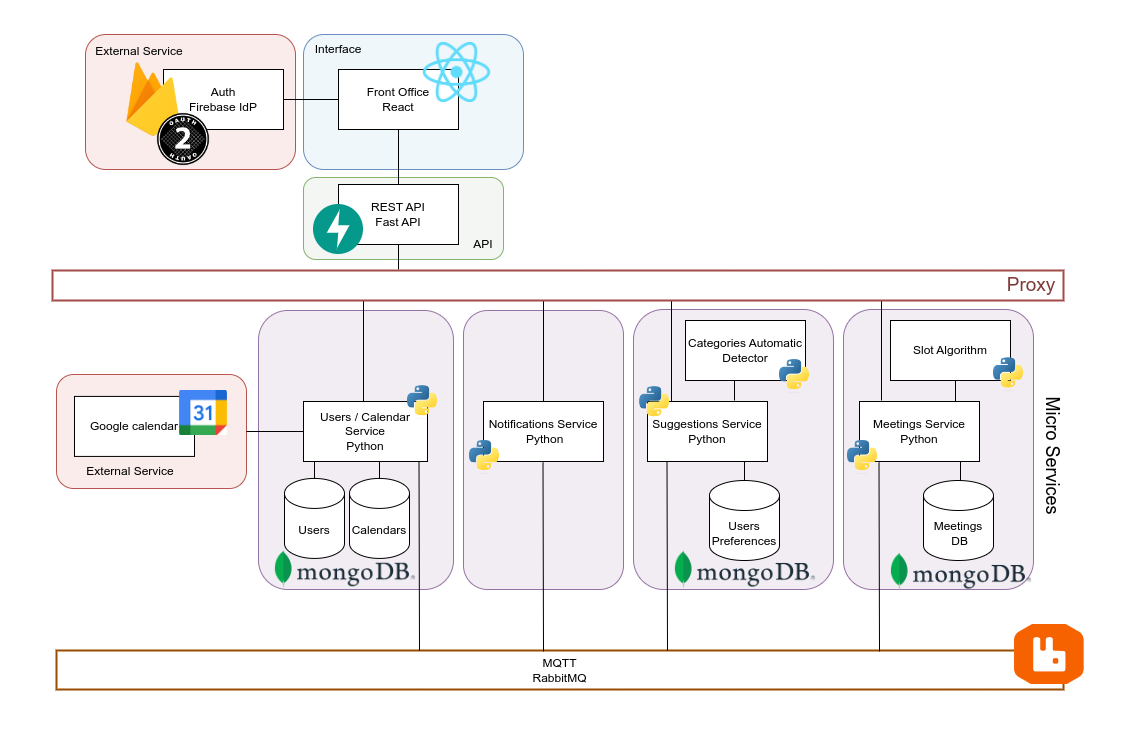 External Service
Auth
Firebase IdP
OAUTH
2
OAUTH
Interface
Front Office
React
REST API
Fast API
API
Proxy
Google calendar
31
External Service
Users / Calendar
Service
Python
Users
Calendars
mongoDB.
Notifications Service
Python
Categories Automatic
Detector
Suggestions Service
Python
Users
Preferences
mongoDB.
Slot Algorithm
Meetings Service
Python
Meetings
DB
mongoDB.
Micro Services
MQTT
RabbitMQ